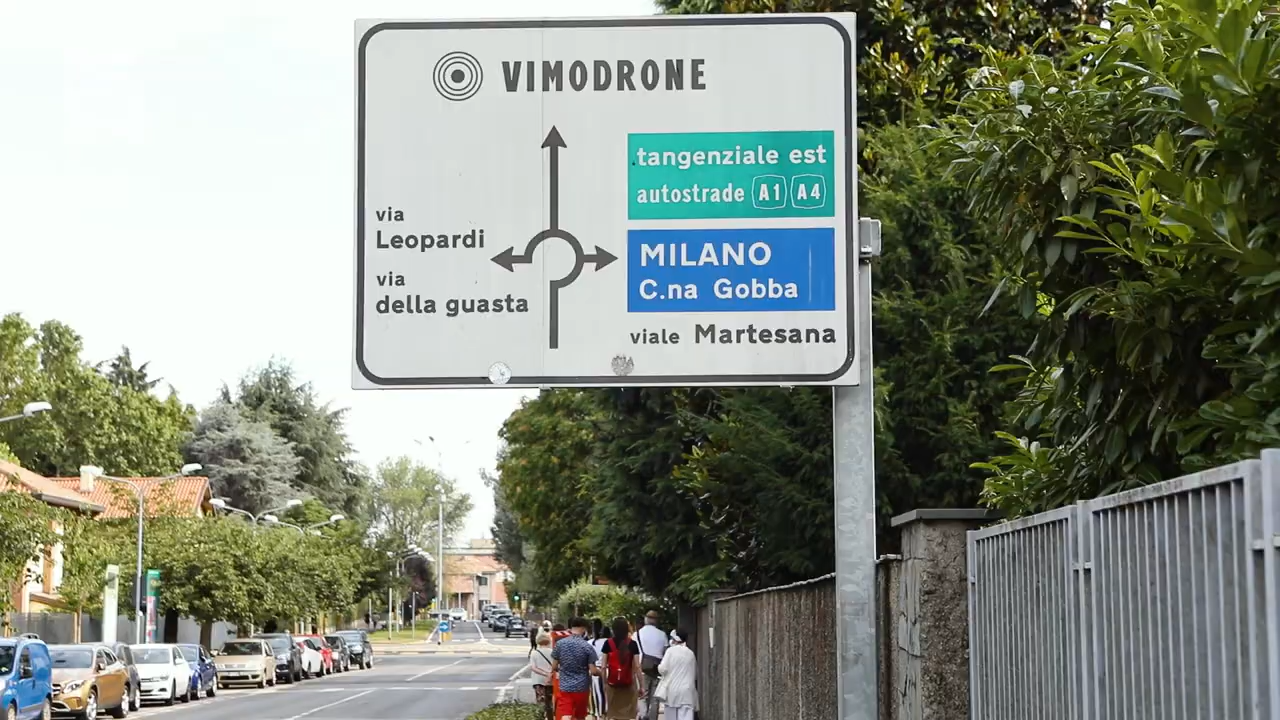 VIMODRONE
tangenziale est
autostrade A1 A4
via
Leopardi
MILANO
via
C.na Gobba
della guasta
viale Martesana